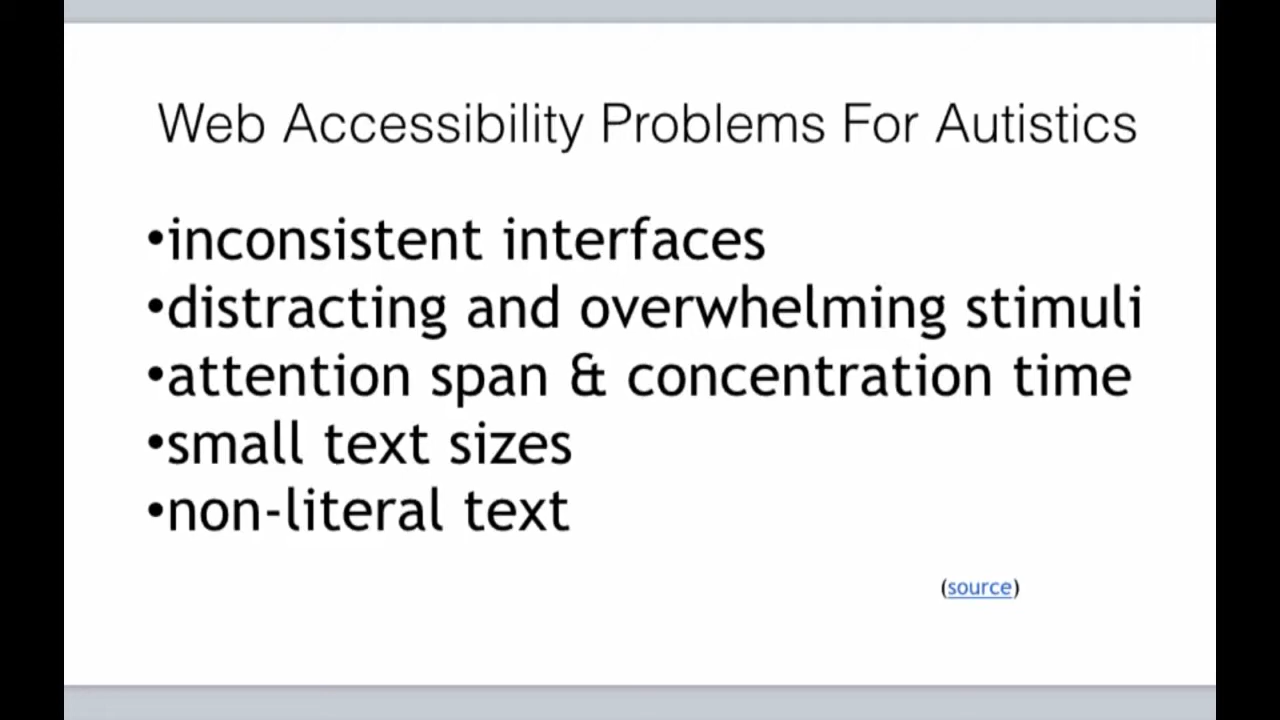 Web Accessibility Problems For Autistics
•inconsistent interfaces
•distracting and overwhelming stimuli
•attention span & concentration time
•small text sizes
•non-literal text
(source)